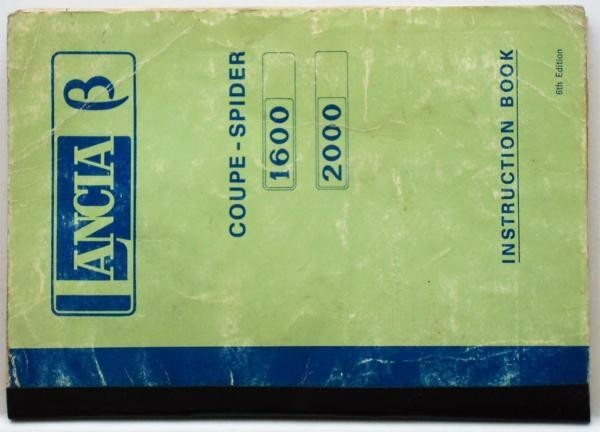 LANCIA β
COUPE-SPIDER
1600
2000
INSTRUCTION BOOK
6th Edition